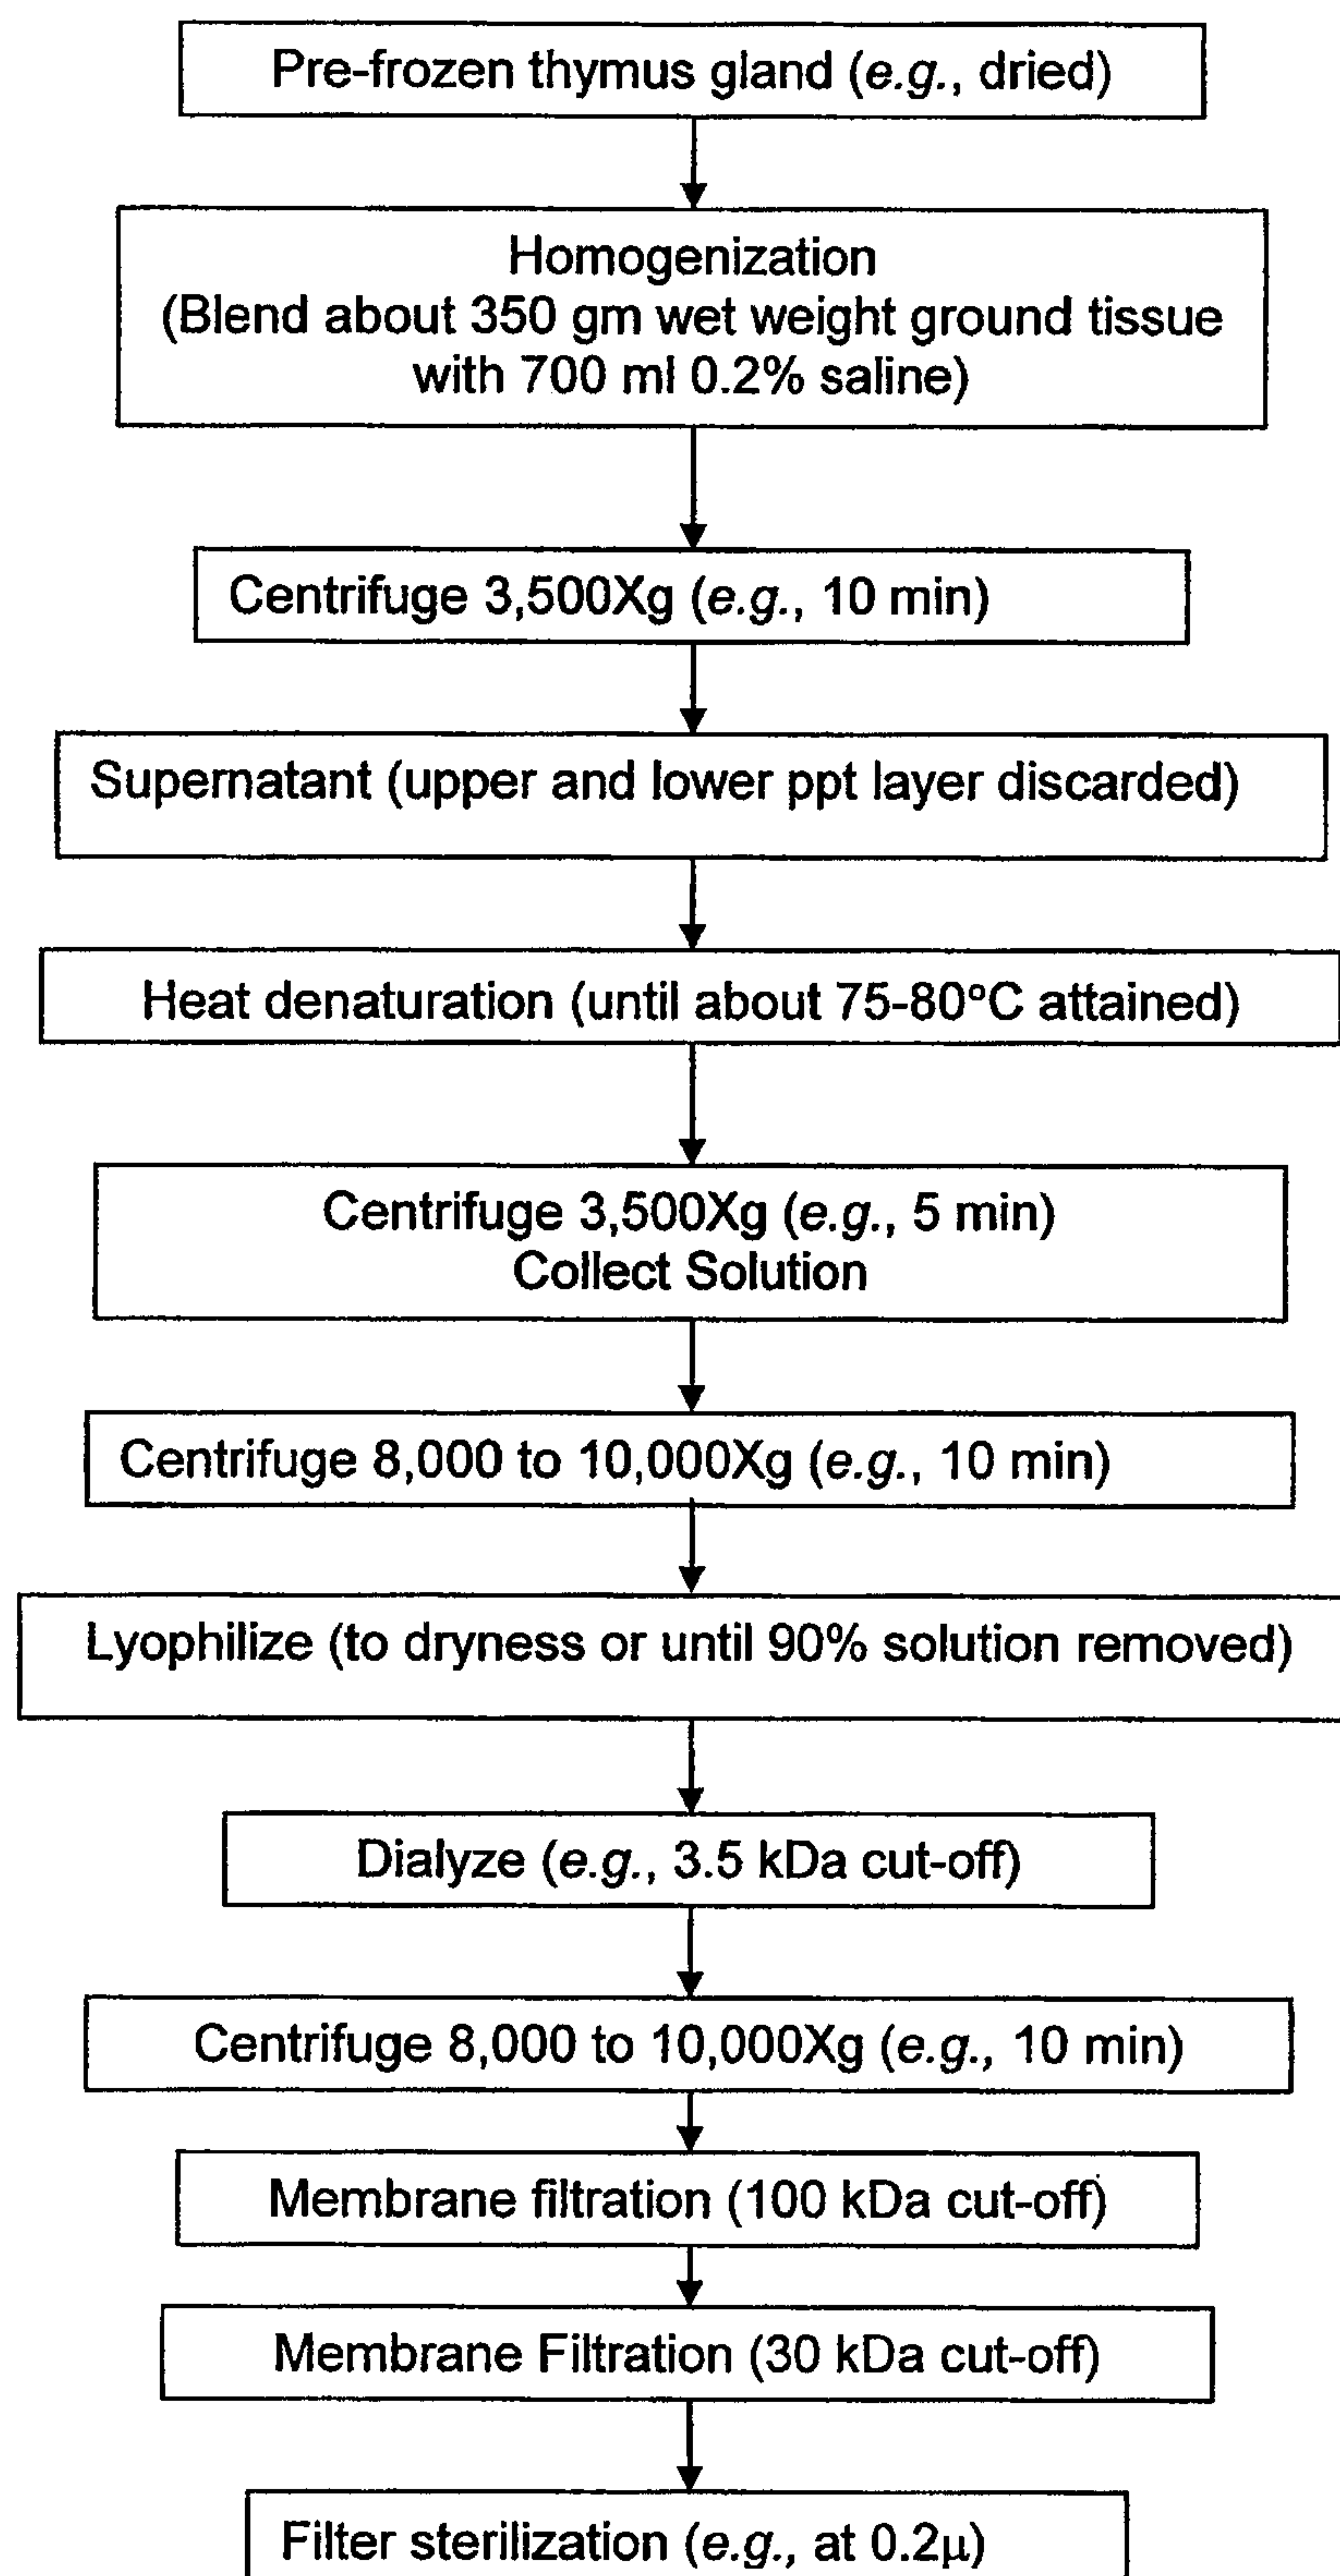 Pre-frozen thymus gland (e.g., dried)
Homogenization
(Blend about 350 gm wet weight ground tissue
with 700 ml 0.2% saline)
Centrifuge 3,500Xg (e.g., 10 min)
Supernatant (upper and lower ppt layer discarded)
Heat denaturation (until about 75-80°C attained)
Centrifuge 3,500Xg (e.g., 5 min)
Collect Solution
Centrifuge 8,000 to 10,000Xg (e.g., 10 min)
Lyophilize (to dryness or until 90% solution removed)
Dialyze (e.g., 3.5 kDa cut-off)
Centrifuge 8,000 to 10,000Xg (e.g., 10 min)
Membrane filtration (100 kDa cut-off)
Membrane Filtration (30 kDa cut-off)
Filter sterilization (e.g., at 0.2µ)